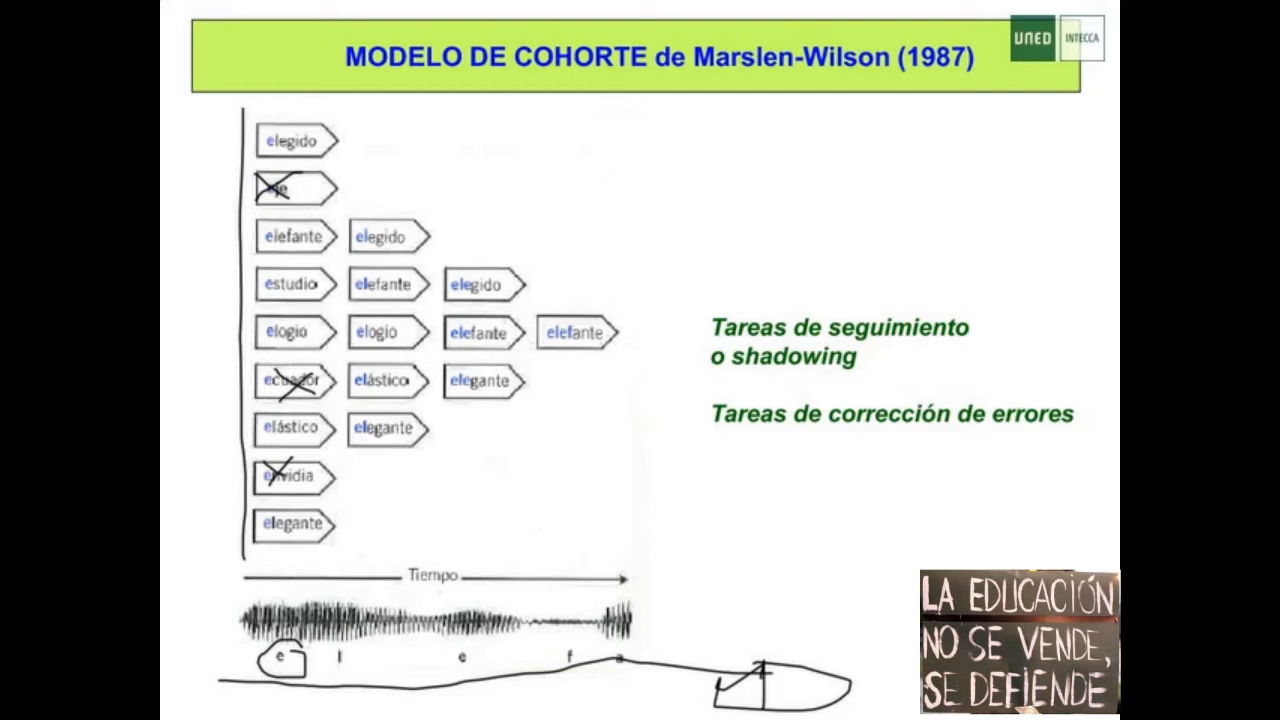 MODELO DE COHORTE de Marslen-Wilson (1987)
UNED INTECCA
elegido
eje
elefante elegido
estudio elefante elegido
elogio elogio elefante elefante
ecuador elástico elegante
elástico elegante
envidia
elegante
Tareas de seguimiento
o shadowing
Tareas de corrección de errores
Tiempo
e l e f a
LA EDUCACIÓN
NO SE VENDE,
SE DEFIENDE